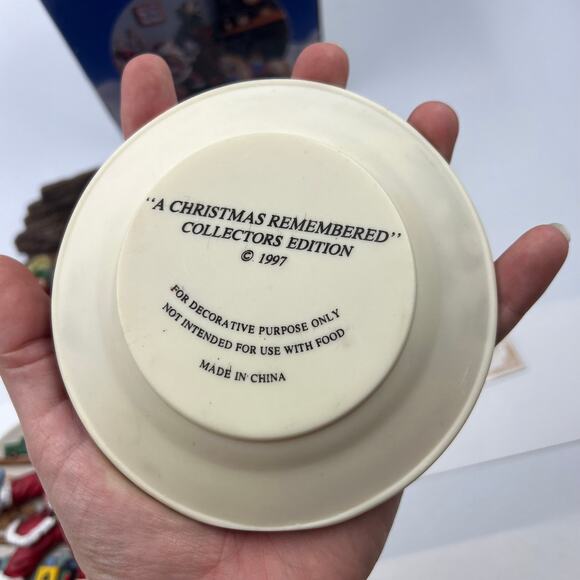 "A CHRISTMAS REMEMBERED"
COLLECTORS EDITION
© 1997
FOR DECORATIVE PURPOSE ONLY
NOT INTENDED FOR USE WITH FOOD
MADE IN CHINA